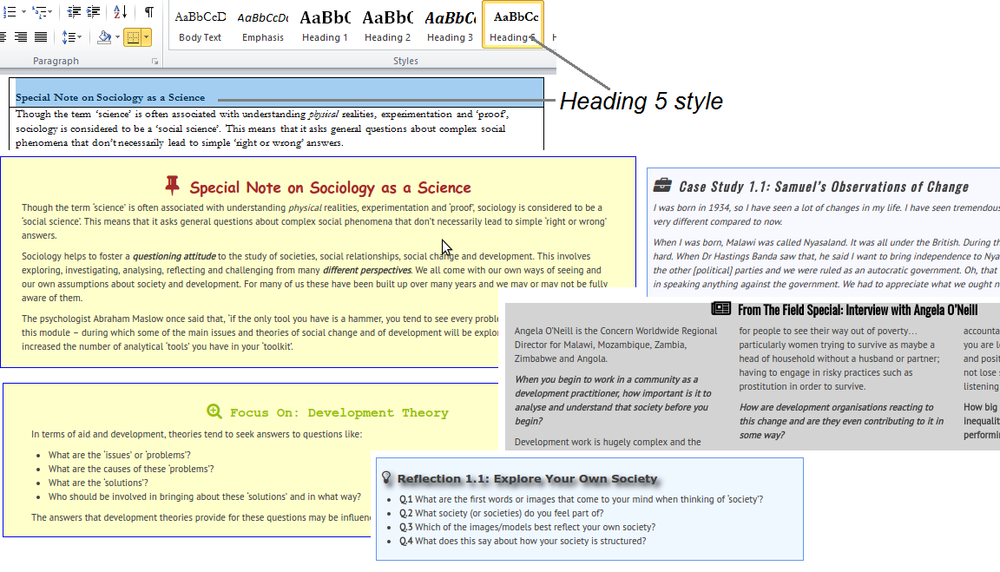 AaBbCcD AaBbCcDc AaBb( AaBbC AaBbCc AaBbCc
Body Text Emphasis Heading 1 Heading 2 Heading 3 Heading 5
Paragraph Styles
Heading 5 style
Special Note on Sociology as a Science
Though the term ‘science’ is often associated with understanding physical realities, experimentation and ‘proof’,
sociology is considered to be a ‘social science’. This means that it asks general questions about complex social
phenomena that don’t necessarily lead to simple ‘right or wrong’ answers.
Special Note on Sociology as a Science
Though the term ‘science’ is often associated with understanding physical realities, experimentation and ‘proof’, sociology is considered to be a
‘social science’. This means that it asks general questions about complex social phenomena that don’t necessarily lead to simple ‘right or wrong’
answers.
Sociology helps to foster a questioning attitude to the study of societies, social relationships, social change and development. This involves
exploring, investigating, analysing, reflecting and challenging from many different perspectives. We all come with our own ways of seeing and
our own assumptions about society and development. For many of us these have been built up over many years and we may or may not be fully
aware of them.
The psychologist Abraham Maslow once said that, ‘if the only tool you have is a hammer, you tend to see every
this module – during which some of the main issues and theories of social change and of development will be
increased the number of analytical ‘tools’ you have in your ‘toolkit’.
Case Study 1.1: Samuel’s Observations of Change
I was born in 1934, so I have seen a lot of changes in my life. I have seen
very different compared to now.
When I was born, Malawi was called Nyasaland. It was all under the British. During
hard. When Dr Hastings Banda saw that, he said I want to bring independence to
the other [political] parties and we were ruled as an autocratic government. Oh, that
in speaking anything against the government. We had to appreciate what we ought
From The Field Special: Interview with Angela O’Neill
Angela O’Neill is the Concern Worldwide Regional
Director for Malawi, Mozambique, Zambia,
Zimbabwe and Angola.
When you begin to work in a community as a
development practitioner, how important is it to
analyse and understand that society before you
begin?
Development work is hugely complex and the
for people to see their way out of poverty…
particularly women trying to survive as maybe a
head of household without a husband or partner;
having to engage in risky practices such as
prostitution in order to survive.
How are development organisations reacting to
this change and are they even contributing to it in
some way?
accounta
you are
and
not lose
listening
How big
Focus On: Development Theory
In terms of aid and development, theories tend to seek answers to questions like:
What are the ‘issues’ or ‘problems’?
What are the causes of these ‘problems’?
What are the ‘solutions’?
Who should be involved in bringing about these ‘solutions’ and in what way?
The answers that development theories provide for these questions may be
Reflection 1.1: Explore Your Own Society
Q.1 What are the first words or images that come to your mind when thinking of ‘society’?
Q.2 What society (or societies) do you feel part of?
Q.3 Which of the images/models best reflect your own society?
Q.4 What does this say about how your society is structured?